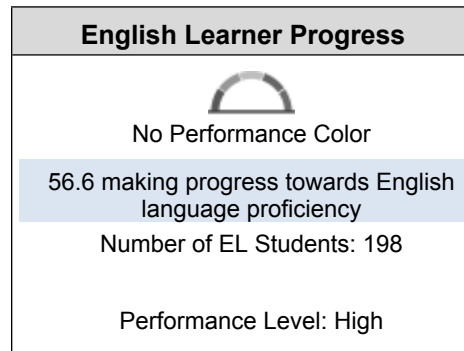 English Learner Progress
No Performance Color
56.6 making progress towards English
language proficiency
Number of EL Students: 198
Performance Level: High